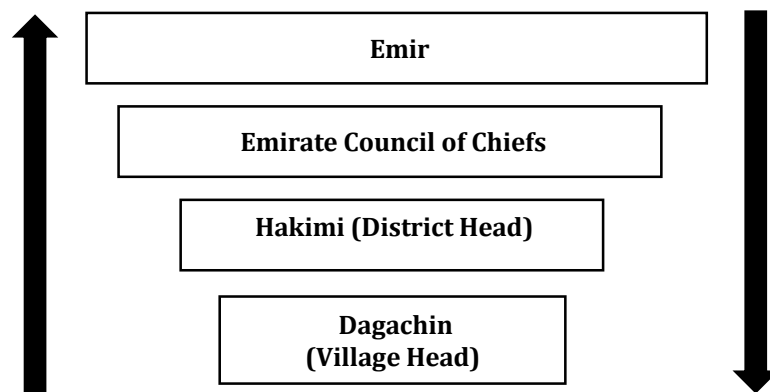 Emir
Emirate Council of Chiefs
Hakimi (District Head)
Dagachin
(Village Head)